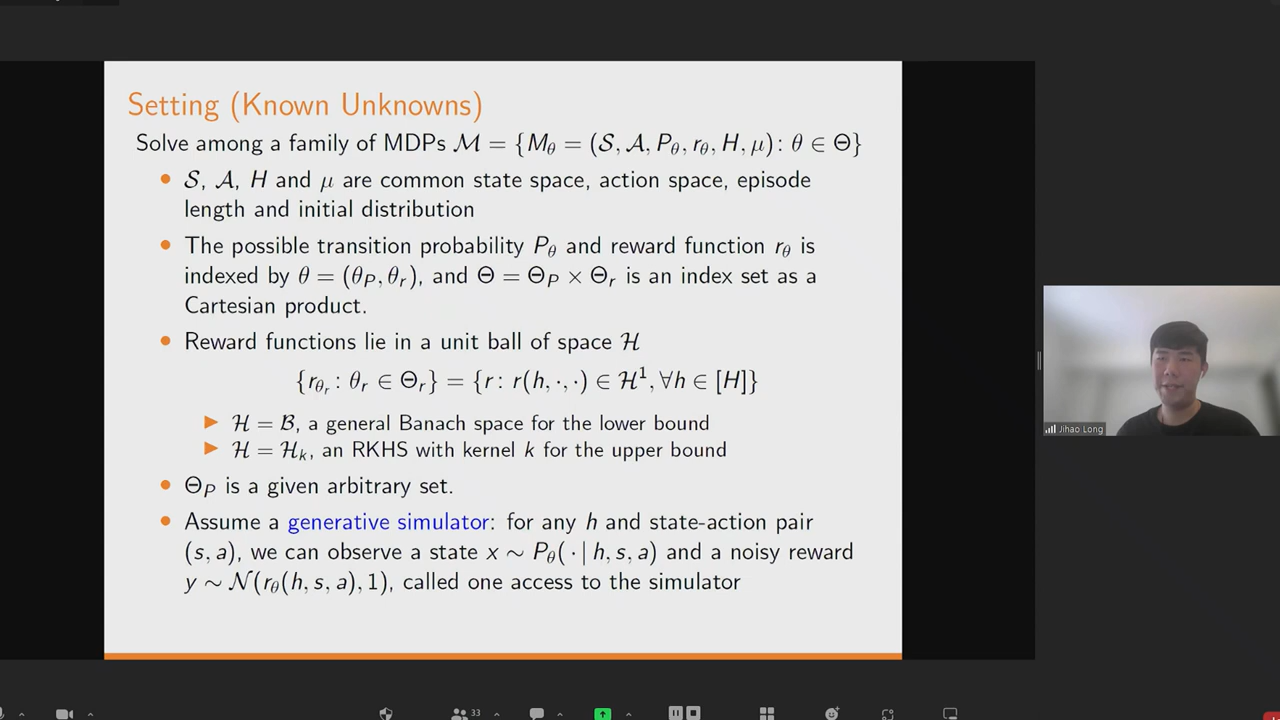 Setting (Known Unknowns)
Solve among a family of MDPs ℳ = {M_θ = (𝒮, 𝒜, P_θ, r_θ, H, μ): θ ∈ Θ}
• 𝒮, 𝒜, H and μ are common state space, action space, episode
length and initial distribution
• The possible transition probability P_θ and reward function r_θ is
indexed by θ = (θ_P, θ_r), and Θ = Θ_P × Θ_r is an index set as a
Cartesian product.
• Reward functions lie in a unit ball of space ℋ
{r_{θ_r}: θ_r ∈ Θ_r} = {r: r(h, ·, ·) ∈ ℋ¹, ∀h ∈ [H]}
▶ ℋ = ℬ, a general Banach space for the lower bound
▶ ℋ = ℋ_k, an RKHS with kernel k for the upper bound
• Θ_P is a given arbitrary set.
• Assume a generative simulator: for any h and state-action pair
(s, a), we can observe a state x ∼ P_θ( · | h, s, a) and a noisy reward
y ∼ 𝒩(r_θ(h, s, a), 1), called one access to the simulator
Jihao Long
33